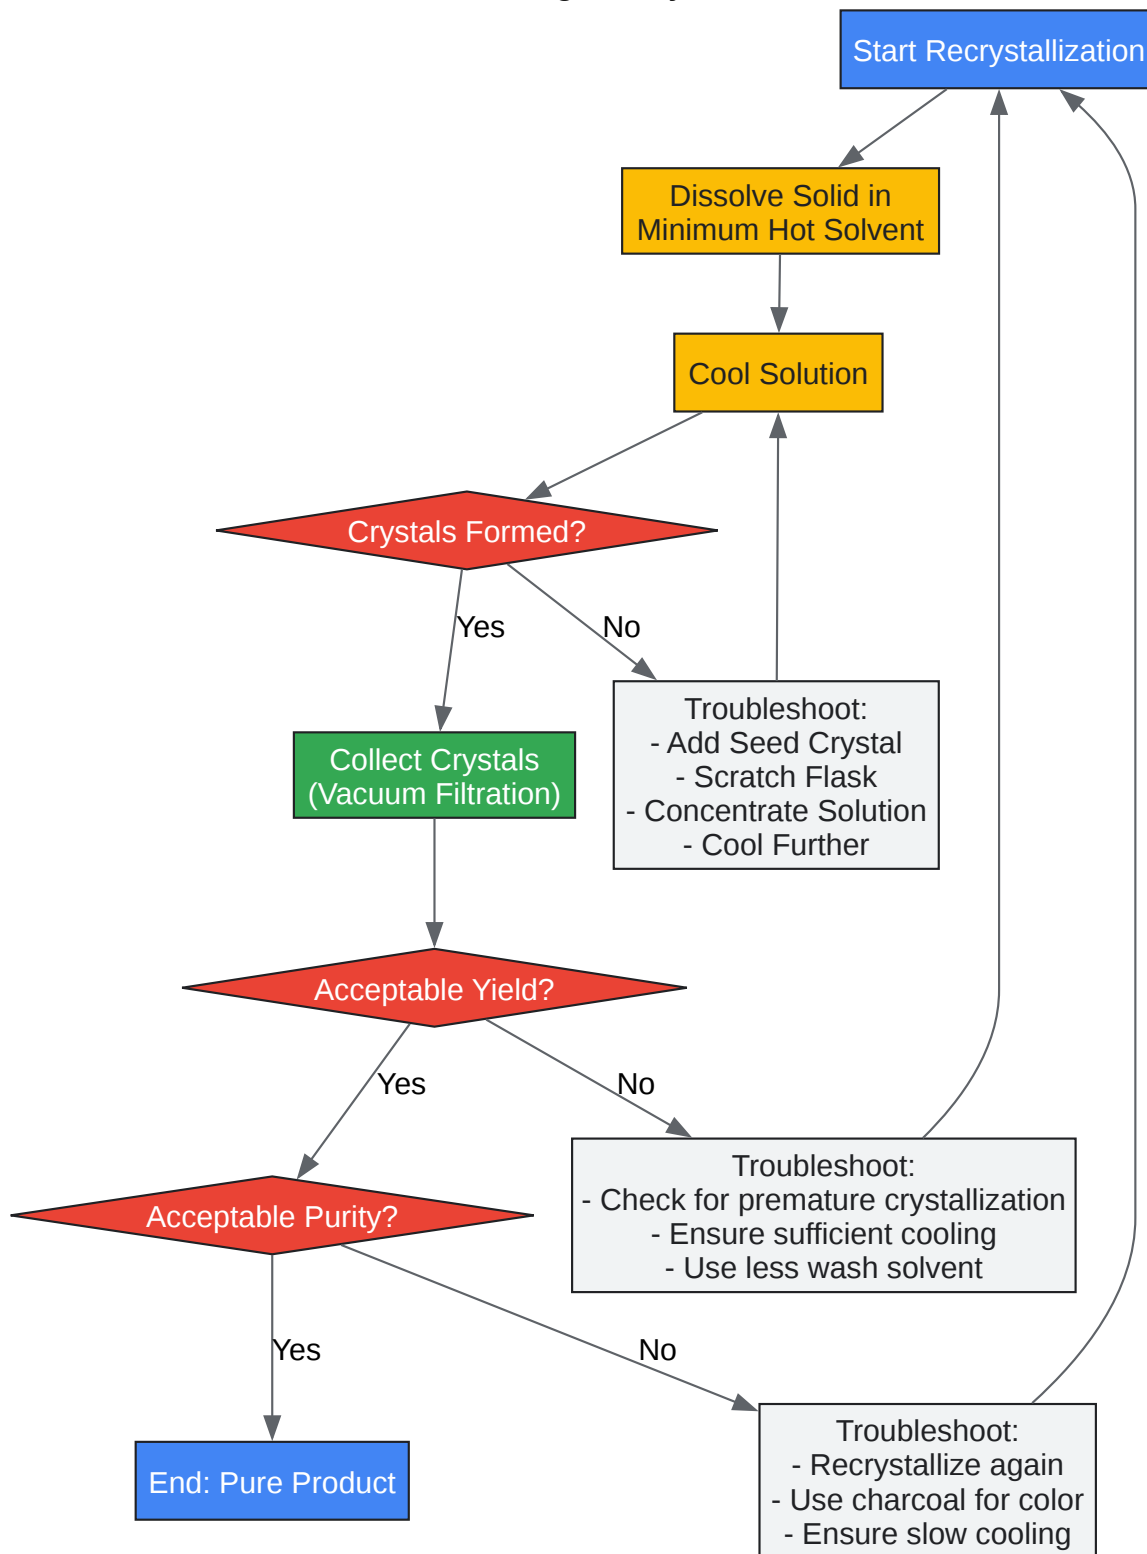 Start Recrystallization
Dissolve Solid in
Minimum Hot Solvent
Cool Solution
Crystals Formed?
Yes
No
Troubleshoot:
- Add Seed Crystal
- Scratch Flask
- Concentrate Solution
- Cool Further
Collect Crystals
(Vacuum Filtration)
Acceptable Yield?
Yes
No
Troubleshoot:
- Check for premature crystallization
- Ensure sufficient cooling
- Use less wash solvent
Acceptable Purity?
Yes
No
Troubleshoot:
- Recrystallize again
- Use charcoal for color
- Ensure slow cooling
End: Pure Product